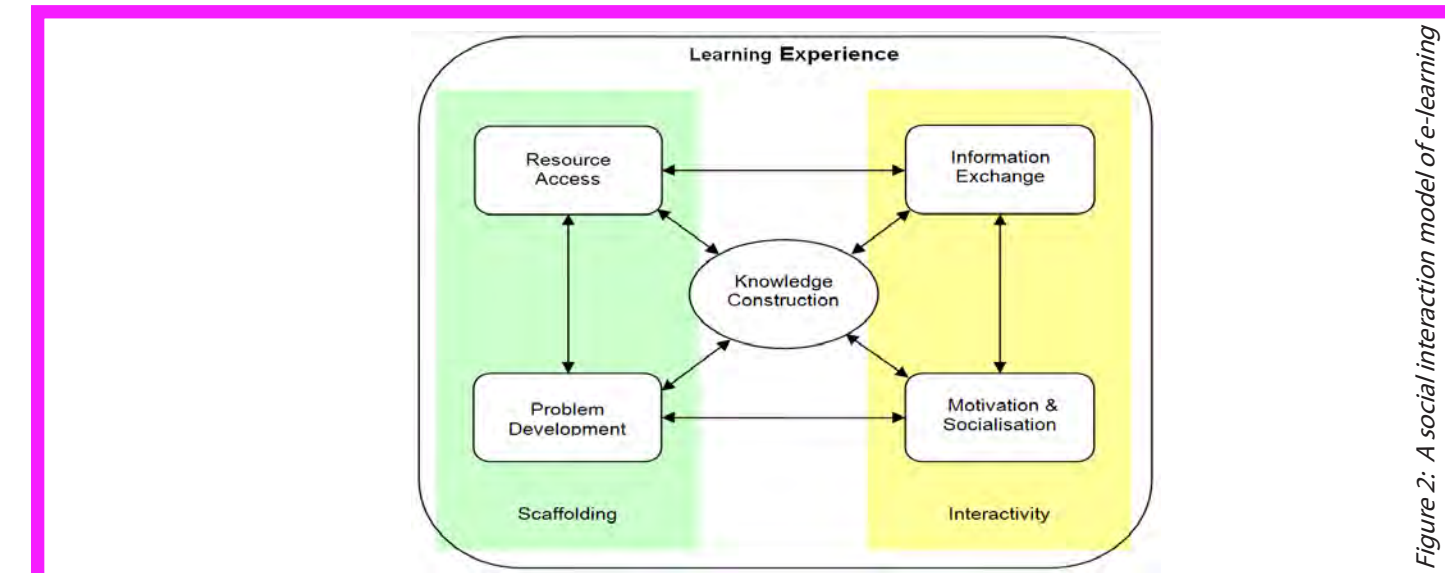 Learning Experience
Resource
Access
Information
Exchange
Knowledge
Construction
Problem
Development
Motivation &
Socialisation
Scaffolding
Interactivity
Figure 2: A social interaction model of e-learning